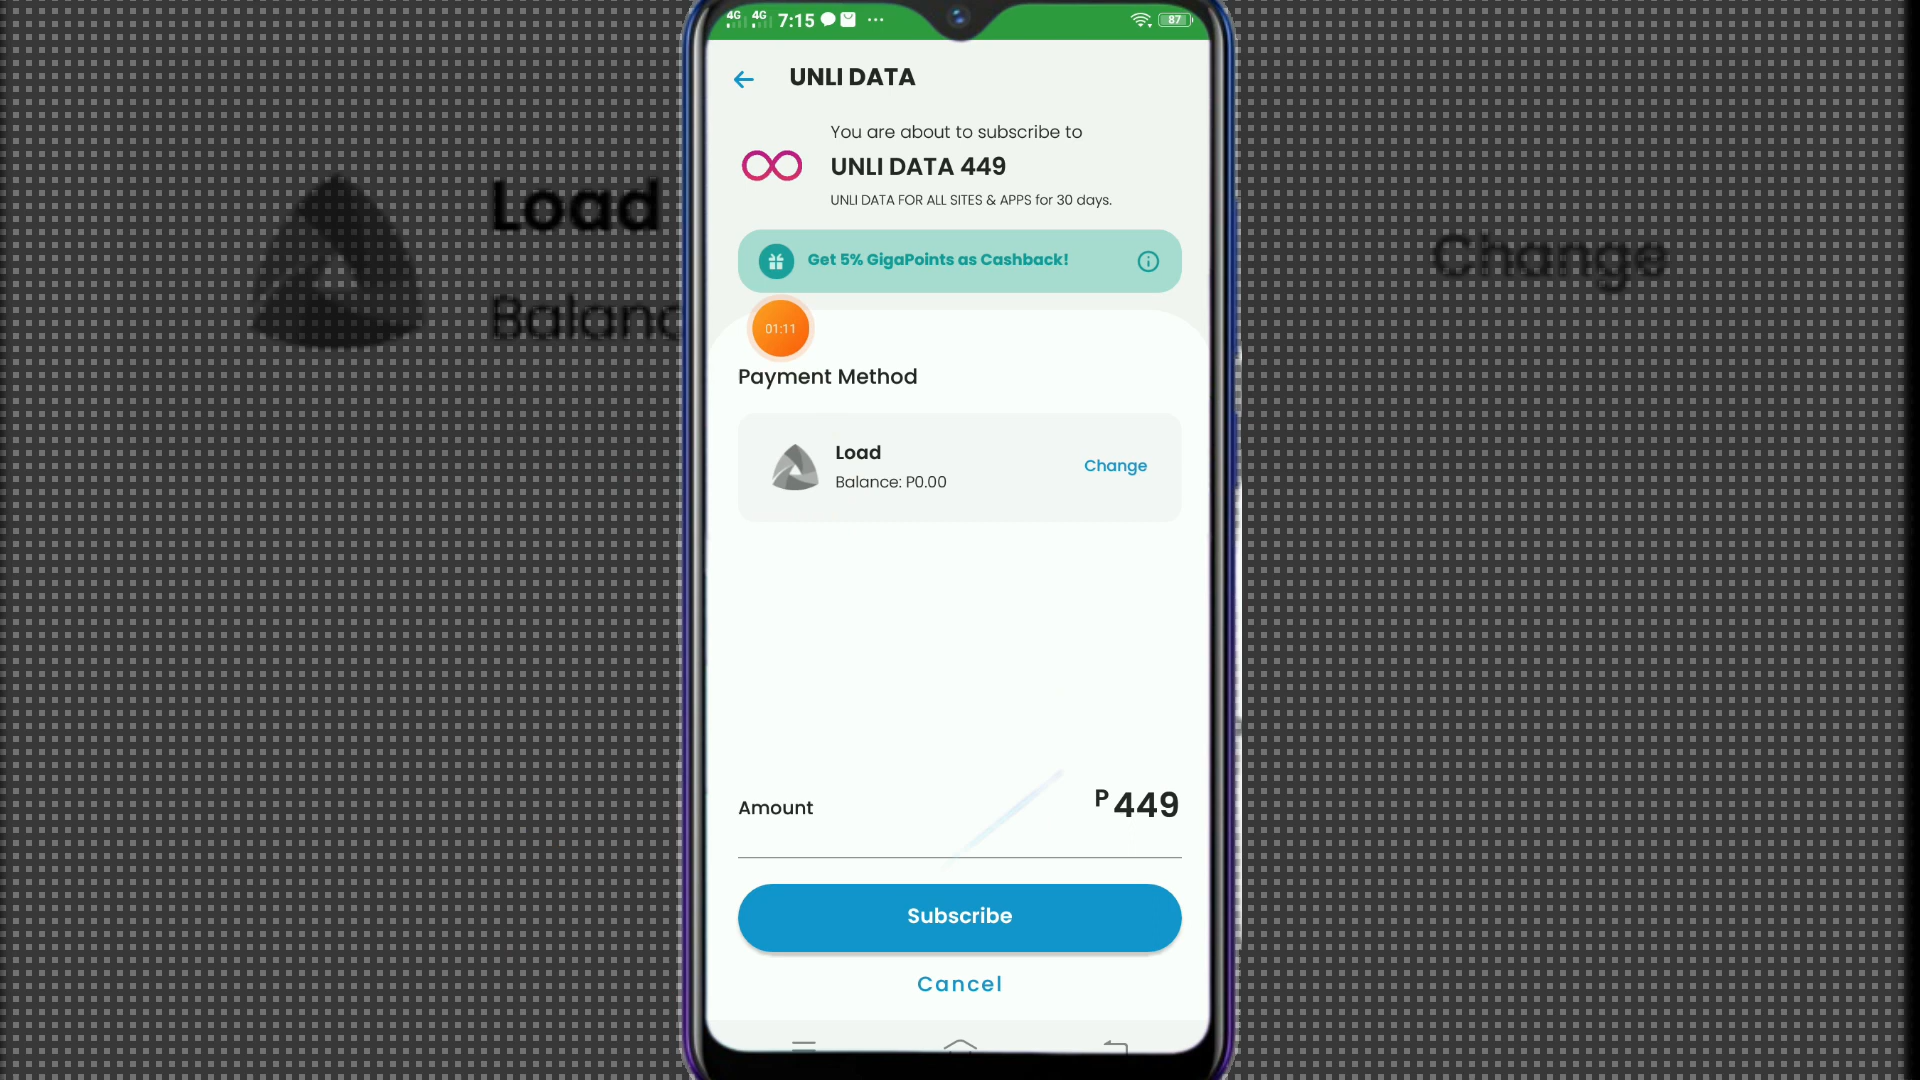 4G 4G 7:15 87
UNLI DATA
You are about to subscribe to
UNLI DATA 449
UNLI DATA FOR ALL SITES & APPS for 30 days.
Get 5% GigaPoints as Cashback!
01:11
Payment Method
Load
Balance: P0.00
Change
Amount
P449
Subscribe
Cancel
Load
Balanc
Change